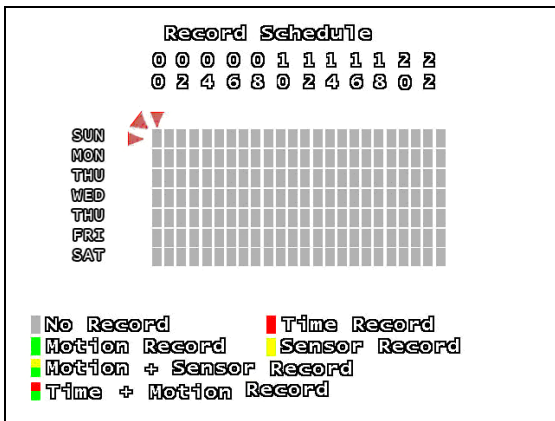 Record Schedule
0 0 0 0 0 1 1 1 1 1 2 2
0 2 4 6 8 0 2 4 6 8 0 2
SUN
MON
THU
WED
THU
FRI
SAT
No Record Time Record
Motion Record Sensor Record
Motion + Sensor Record
Time + Motion Record